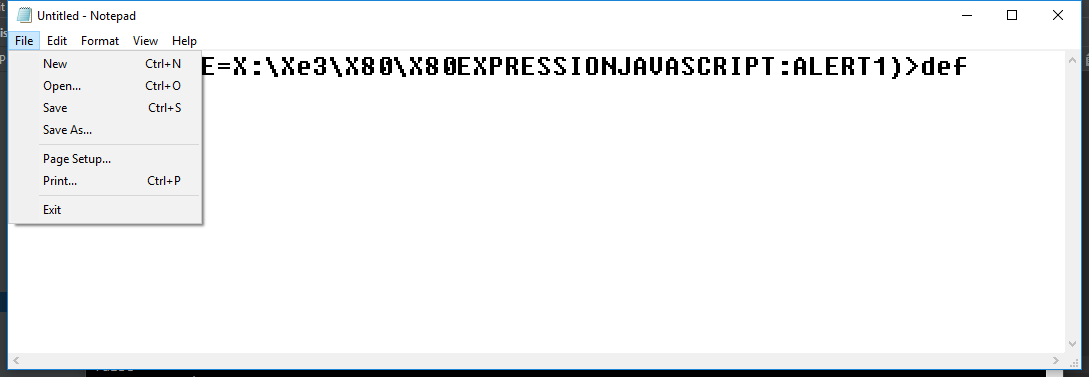 Untitled - Notepad
File Edit Format View Help
E=X:\Xe3\X80\X80EXPRESSIONJAVASCRIPT:ALERT1)>def
New Ctrl+N
Open... Ctrl+O
Save Ctrl+S
Save As...
Page Setup...
Print... Ctrl+P
Exit